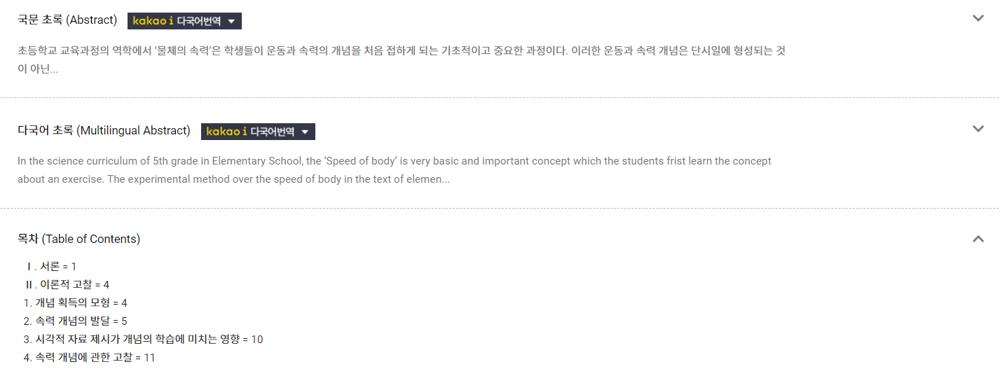 국문 초록 (Abstract) kakao i 다국어번역
초등학교 교육과정의 역학에서 ‘물체의 속력’은 학생들이 운동과 속력의 개념을 처음 접하게 되는 기초적이고 중요한 과정이다. 이러한 운동과 속력 개념은 단시일에 형성되는 것
이 아닌...
다국어 초록 (Multilingual Abstract) kakao i 다국어번역
In the science curriculum of 5th grade in Elementary School, the ‘Speed of body’ is very basic and important concept which the students frist learn the concept
about an exercise. The experimental method over the speed of body in the text of elemen...
목차 (Table of Contents)
Ⅰ. 서론 = 1
Ⅱ. 이론적 고찰 = 4
1. 개념 획득의 모형 = 4
2. 속력 개념의 발달 = 5
3. 시각적 자료 제시가 개념의 학습에 미치는 영향 = 10
4. 속력 개념에 관한 고찰 = 11